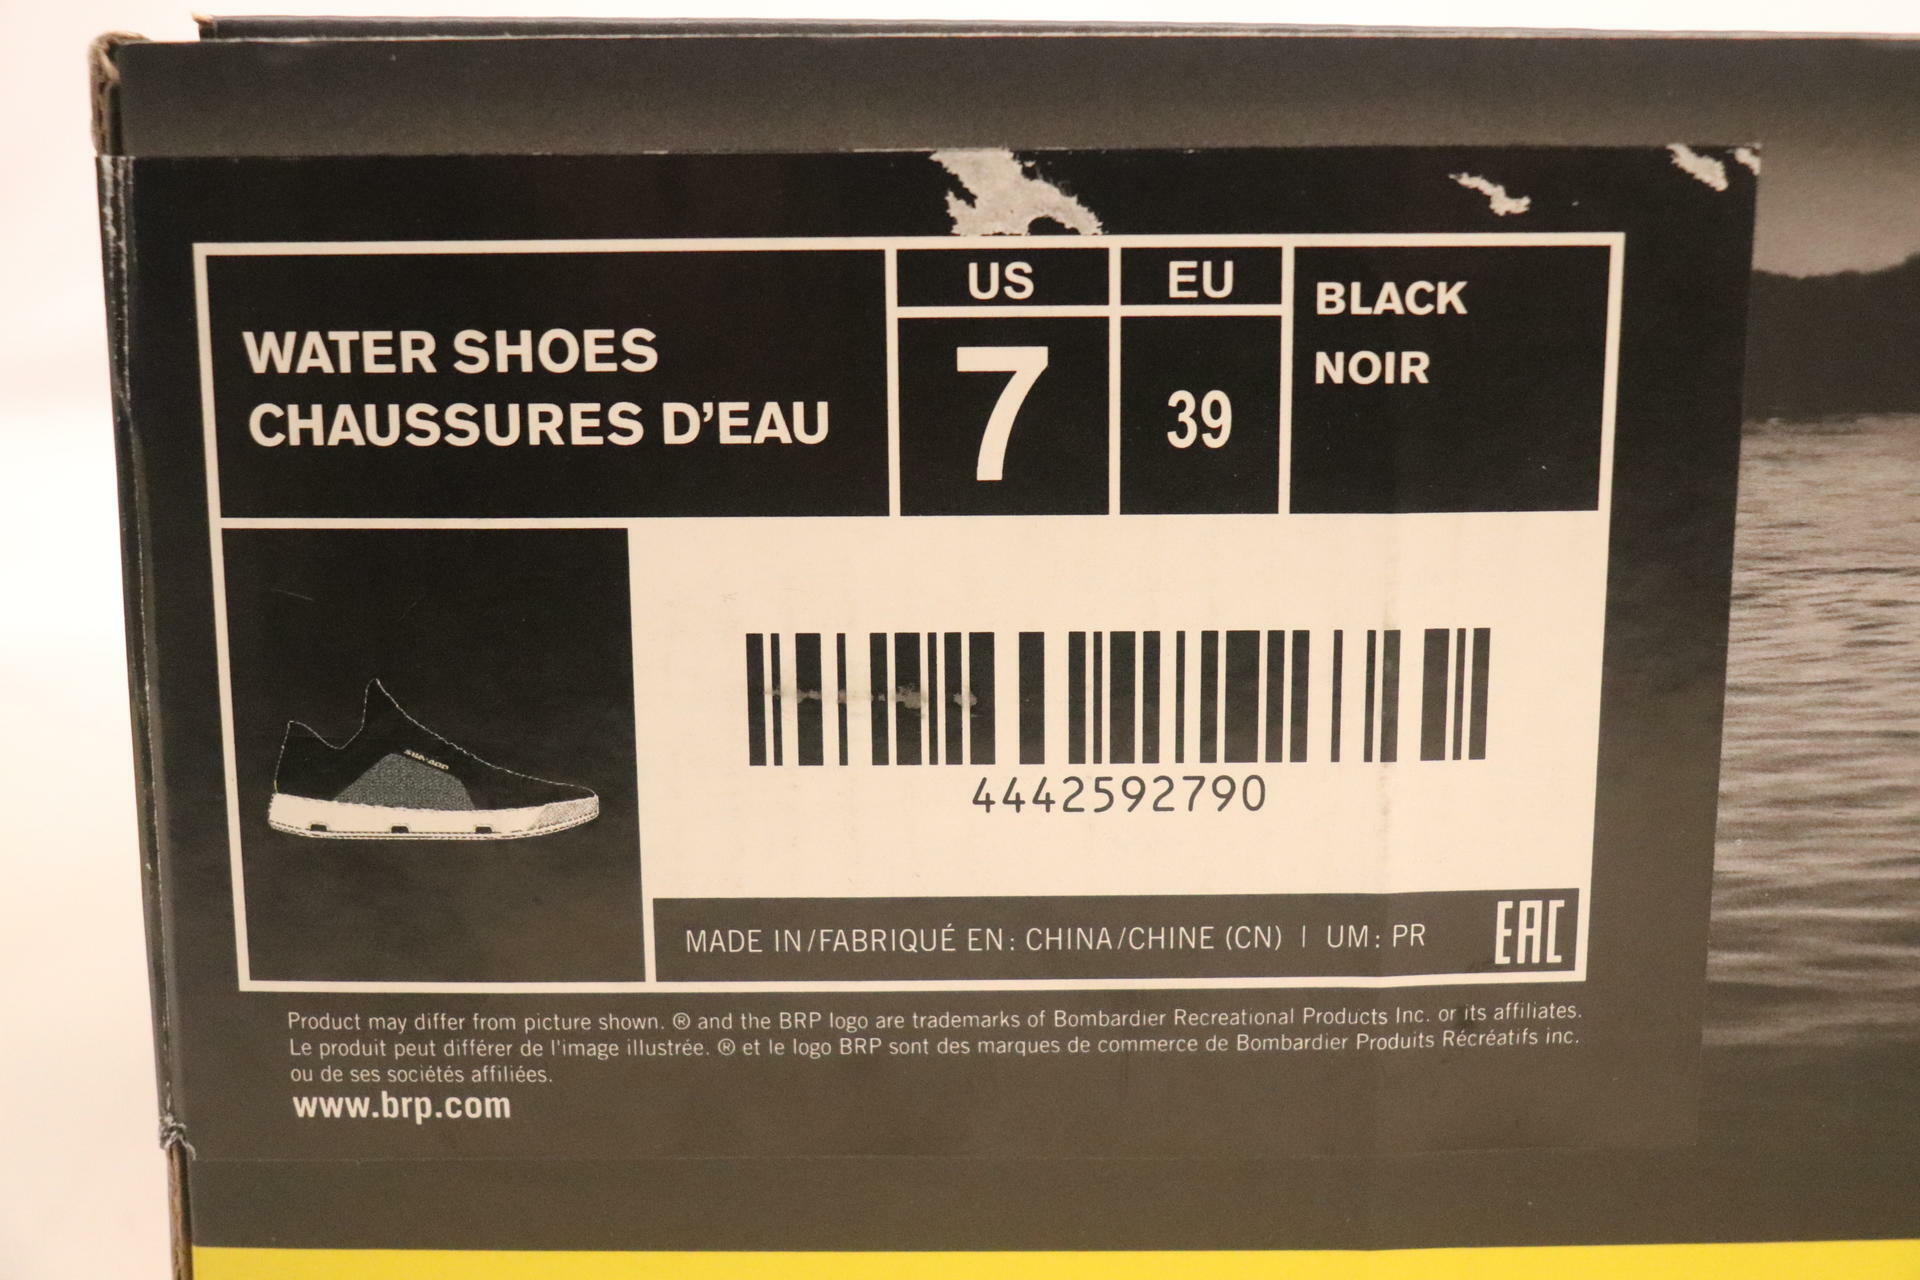 WATER SHOES
CHAUSSURES D'EAU
US
7
EU
39
BLACK
NOIR
SEA-DOO
4442592790
MADE IN/FABRIQUÉ EN: CHINA/CHINE (CN) | UM: PR
EAC
Product may differ from picture shown. ® and the BRP logo are trademarks of Bombardier Recreational Products Inc. or its affiliates.
Le produit peut différer de l'image illustrée. ® et le logo BRP sont des marques de commerce de Bombardier Produits Récréatifs inc.
ou de ses sociétés affiliées.
www.brp.com